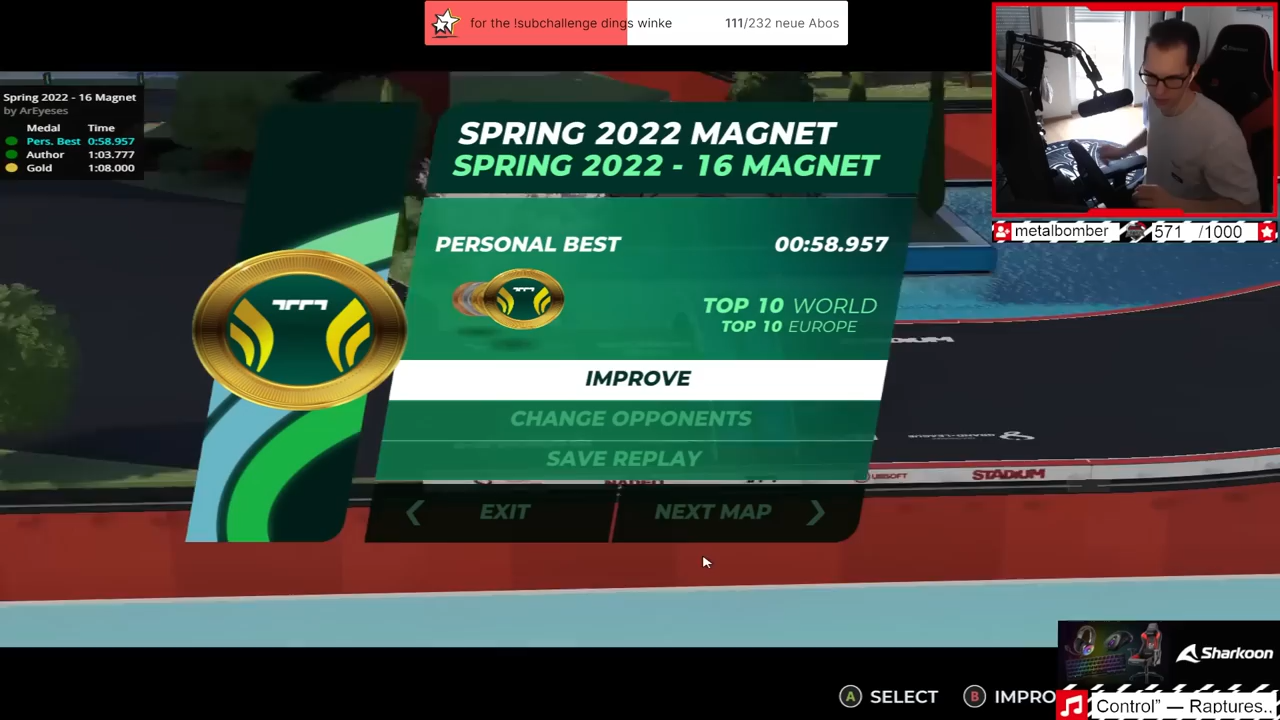 for the !subchallenge dings winke 111/232 neue Abos
Spring 2022 - 16 Magnet
by ArEyeses
Medal Time
Pers. Best 0:58.957
Author 1:03.777
Gold 1:08.000
SPRING 2022 MAGNET
SPRING 2022 - 16 MAGNET
PERSONAL BEST 00:58.957
TOP 10 WORLD
TOP 10 EUROPE
IMPROVE
CHANGE OPPONENTS
SAVE REPLAY
EXIT NEXT MAP
UBISOFT STADIUM
Sharkoon
metalbomber 571 /1000
Sharkoon
A SELECT B IMPRO
Control” — Raptures..